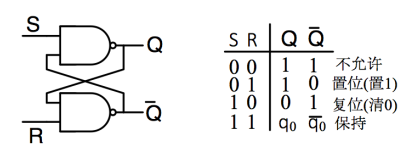 S
Q
Q̅
R
S R Q Q̅
0 0 1 1 不允许
0 1 1 0 置位(置1)
1 0 0 1 复位(清0)
1 1 q₀ q̅₀ 保持